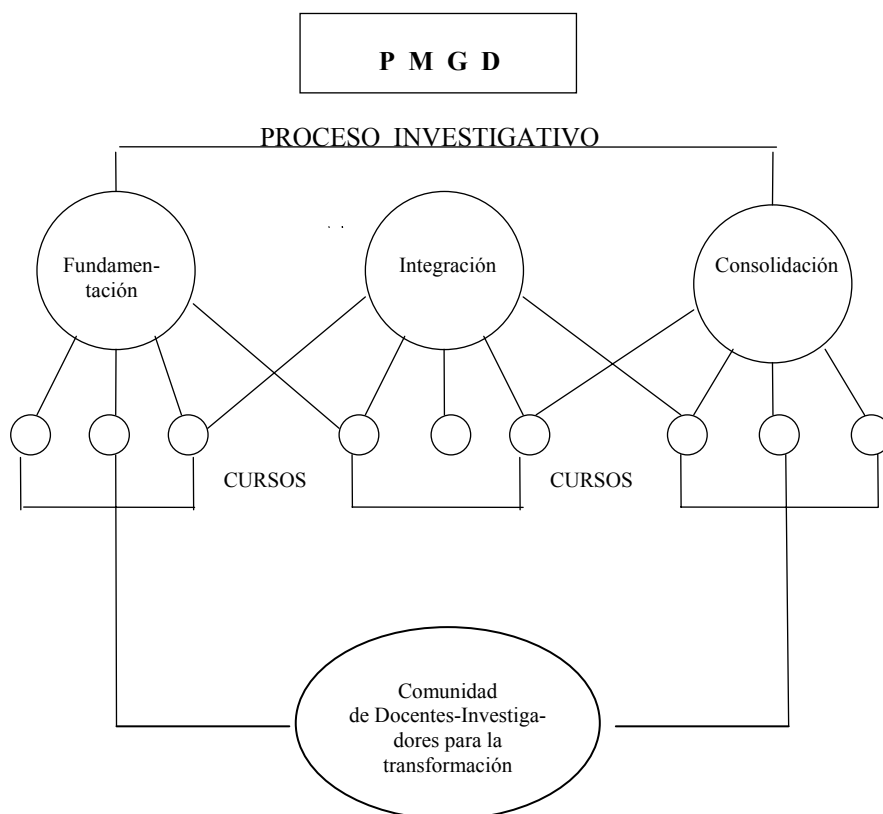 P M G D
PROCESO INVESTIGATIVO
Fundamen-
tación
Integración
Consolidación
CURSOS
CURSOS
Comunidad
de Docentes-Investiga-
dores para la
transformación